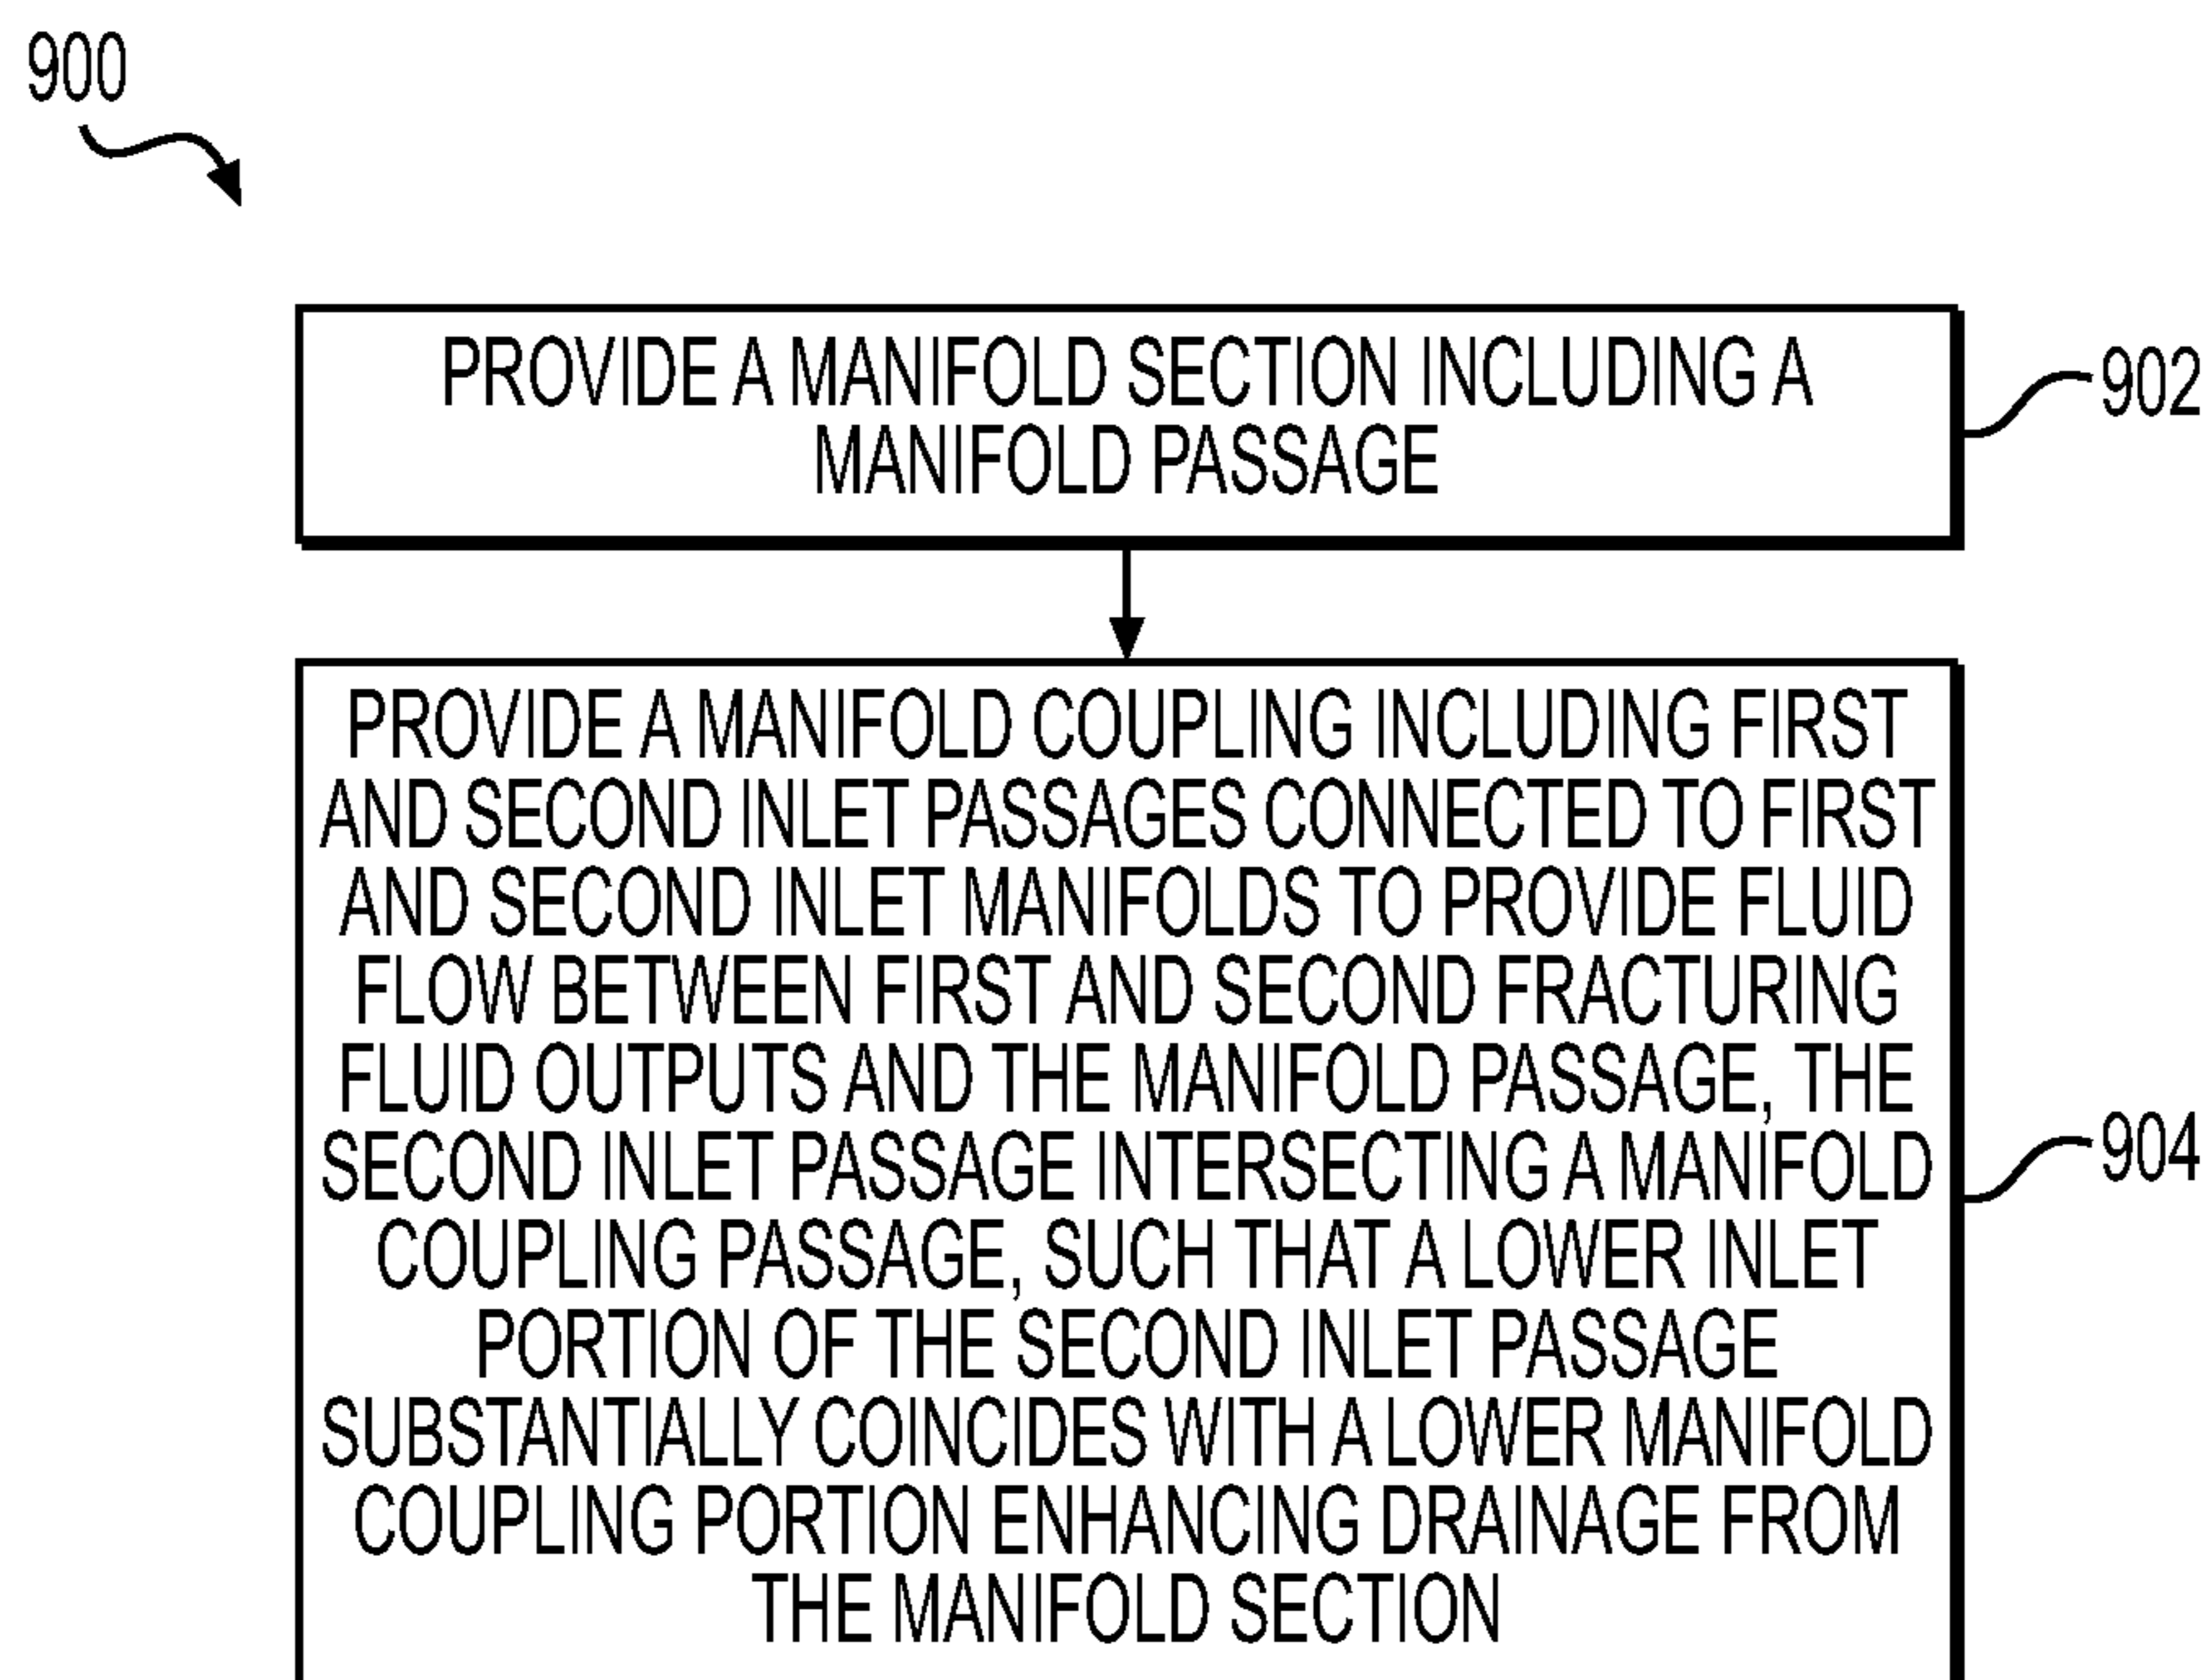 900
PROVIDE A MANIFOLD SECTION INCLUDING A
MANIFOLD PASSAGE
902
PROVIDE A MANIFOLD COUPLING INCLUDING FIRST
AND SECOND INLET PASSAGES CONNECTED TO FIRST
AND SECOND INLET MANIFOLDS TO PROVIDE FLUID
FLOW BETWEEN FIRST AND SECOND FRACTURING
FLUID OUTPUTS AND THE MANIFOLD PASSAGE, THE
SECOND INLET PASSAGE INTERSECTING A MANIFOLD
COUPLING PASSAGE, SUCH THAT A LOWER INLET
PORTION OF THE SECOND INLET PASSAGE
SUBSTANTIALLY COINCIDES WITH A LOWER MANIFOLD
COUPLING PORTION ENHANCING DRAINAGE FROM
THE MANIFOLD SECTION
904